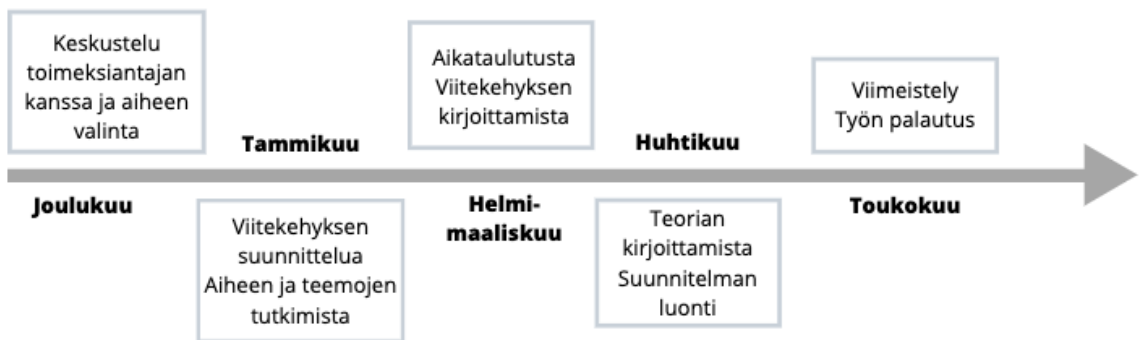 Keskustelu
toimeksiantajan
kanssa ja aiheen
valinta
Joulukuu
Tammikuu
Viitekehyksen
suunnittelua
Aiheen ja teemojen
tutkimista
Aikataulutusta
Viitekehyksen
kirjoittamista
Helmi-
maaliskuu
Huhtikuu
Teorian
kirjoittamista
Suunnitelman
luonti
Viimeistely
Työn palautus
Toukokuu